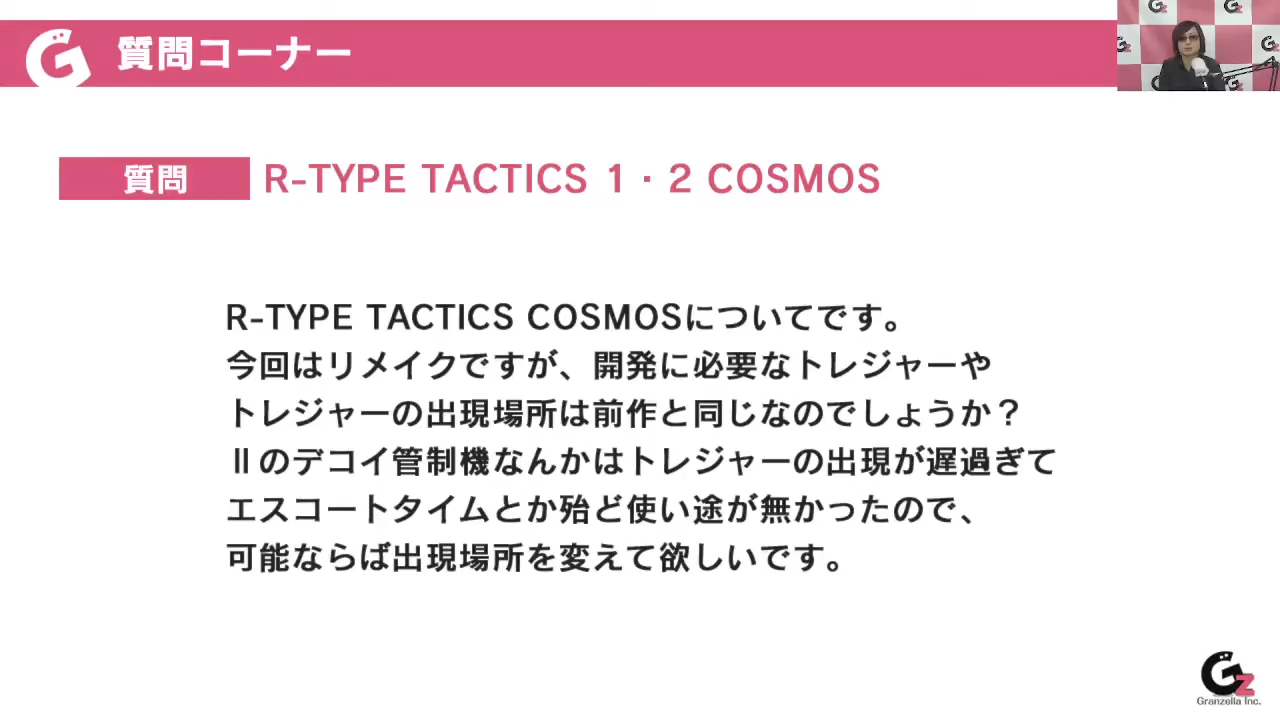 質問コーナー
質問 R-TYPE TACTICS 1・2 COSMOS
R-TYPE TACTICS COSMOSについてです。
今回はリメイクですが、開発に必要なトレジャーや
トレジャーの出現場所は前作と同じなのでしょうか？
Ⅱのデコイ管制機なんかはトレジャーの出現が遅過ぎて
エスコートタイムとか殆ど使い途が無かったので、
可能ならば出現場所を変えて欲しいです。
Gz
Granzella Inc.